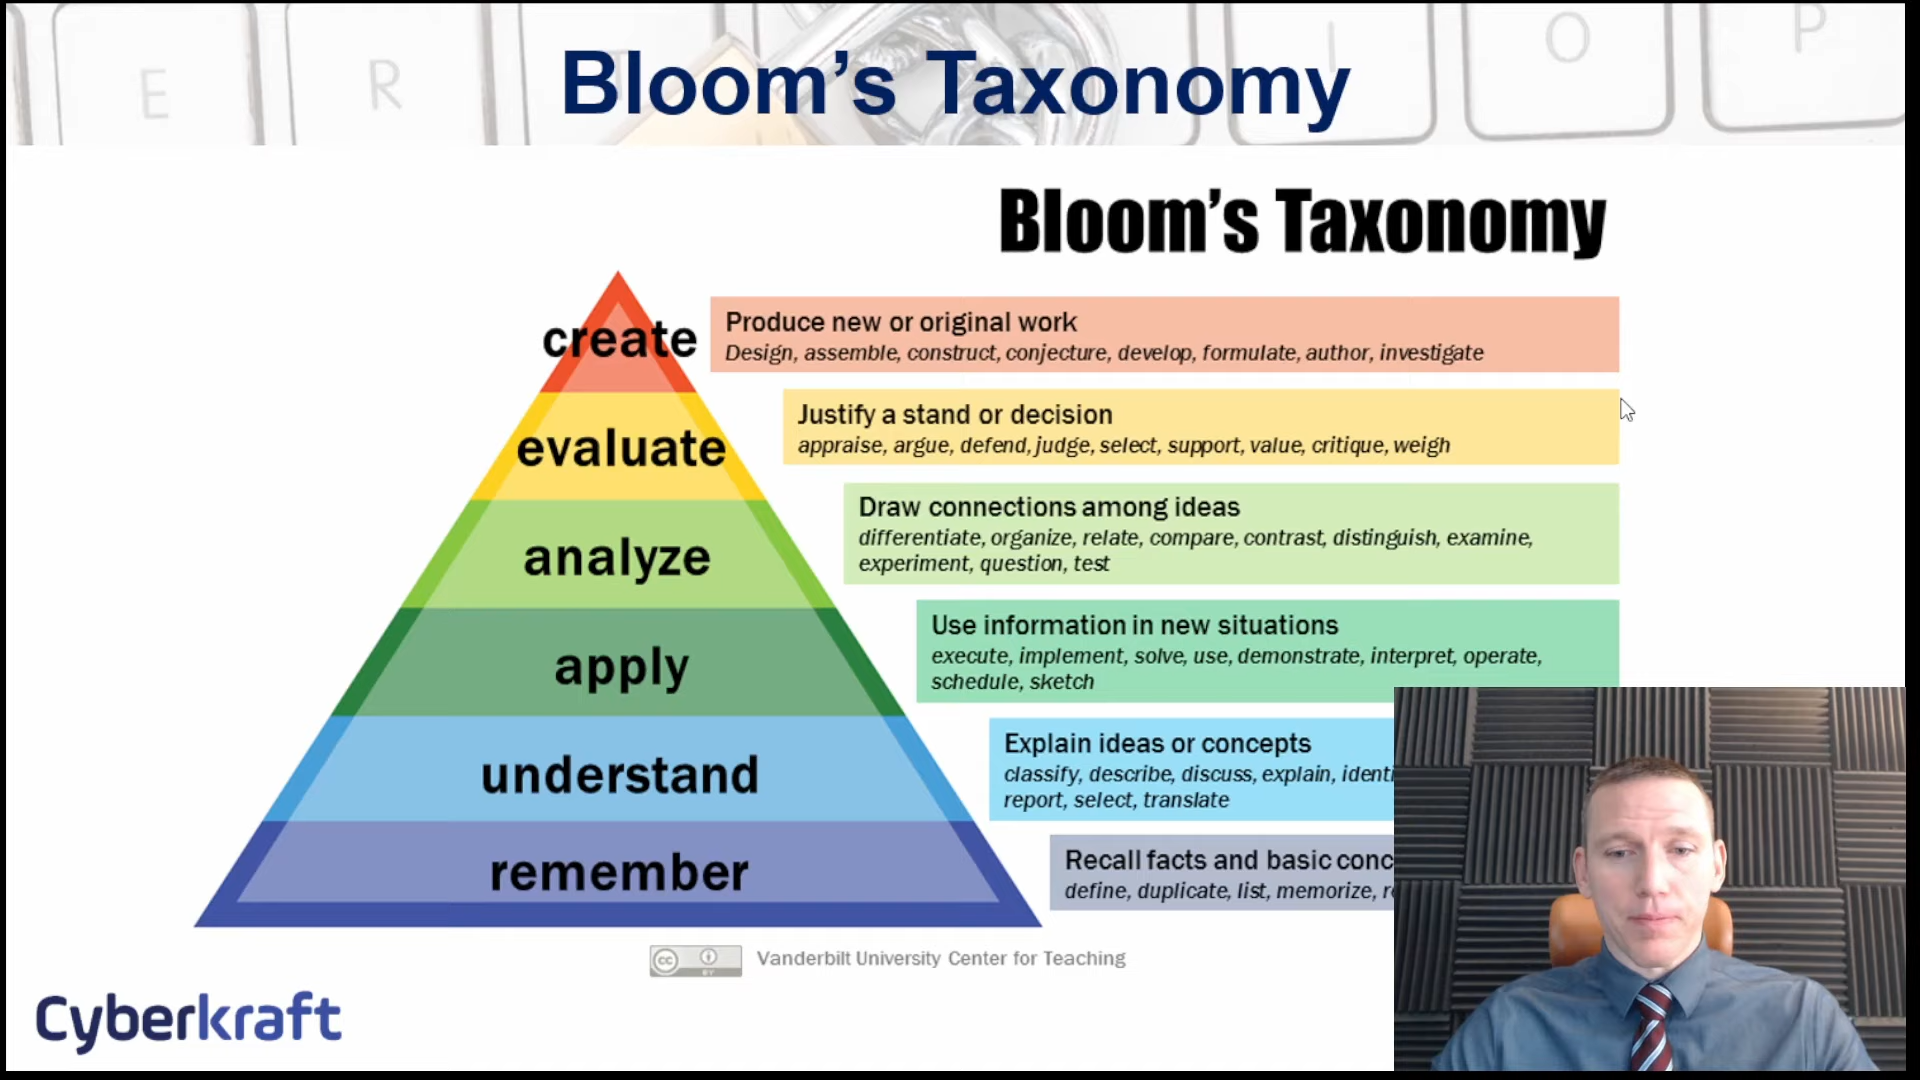 E R I O P
Bloom's Taxonomy
Bloom's Taxonomy
create
Produce new or original work
Design, assemble, construct, conjecture, develop, formulate, author, investigate
evaluate
Justify a stand or decision
appraise, argue, defend, judge, select, support, value, critique, weigh
analyze
Draw connections among ideas
differentiate, organize, relate, compare, contrast, distinguish, examine,
experiment, question, test
apply
Use information in new situations
execute, implement, solve, use, demonstrate, interpret, operate,
schedule, sketch
understand
Explain ideas or concepts
classify, describe, discuss, explain,
report, select, translate
remember
Recall facts and basic
define, duplicate, list, memorize,
cc BY Vanderbilt University Center for Teaching
Cyberkraft